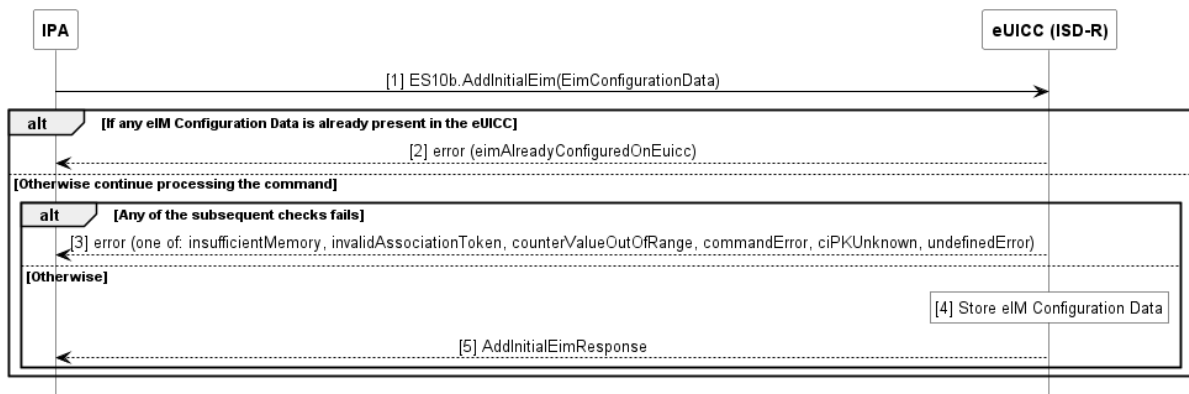 IPA
eUICC (ISD-R)
[1] ES10b.AddInitialEim(EimConfigurationData)
alt
[If any eIM Configuration Data is already present in the eUICC]
[2] error (eimAlreadyConfiguredOnEuicc)
[Otherwise continue processing the command]
alt
[Any of the subsequent checks fails]
[3] error (one of: insufficientMemory, invalidAssociationToken, counterValueOutOfRange, commandError, ciPKUnknown, undefinedError)
[Otherwise]
[4] Store eIM Configuration Data
[5] AddInitialEimResponse